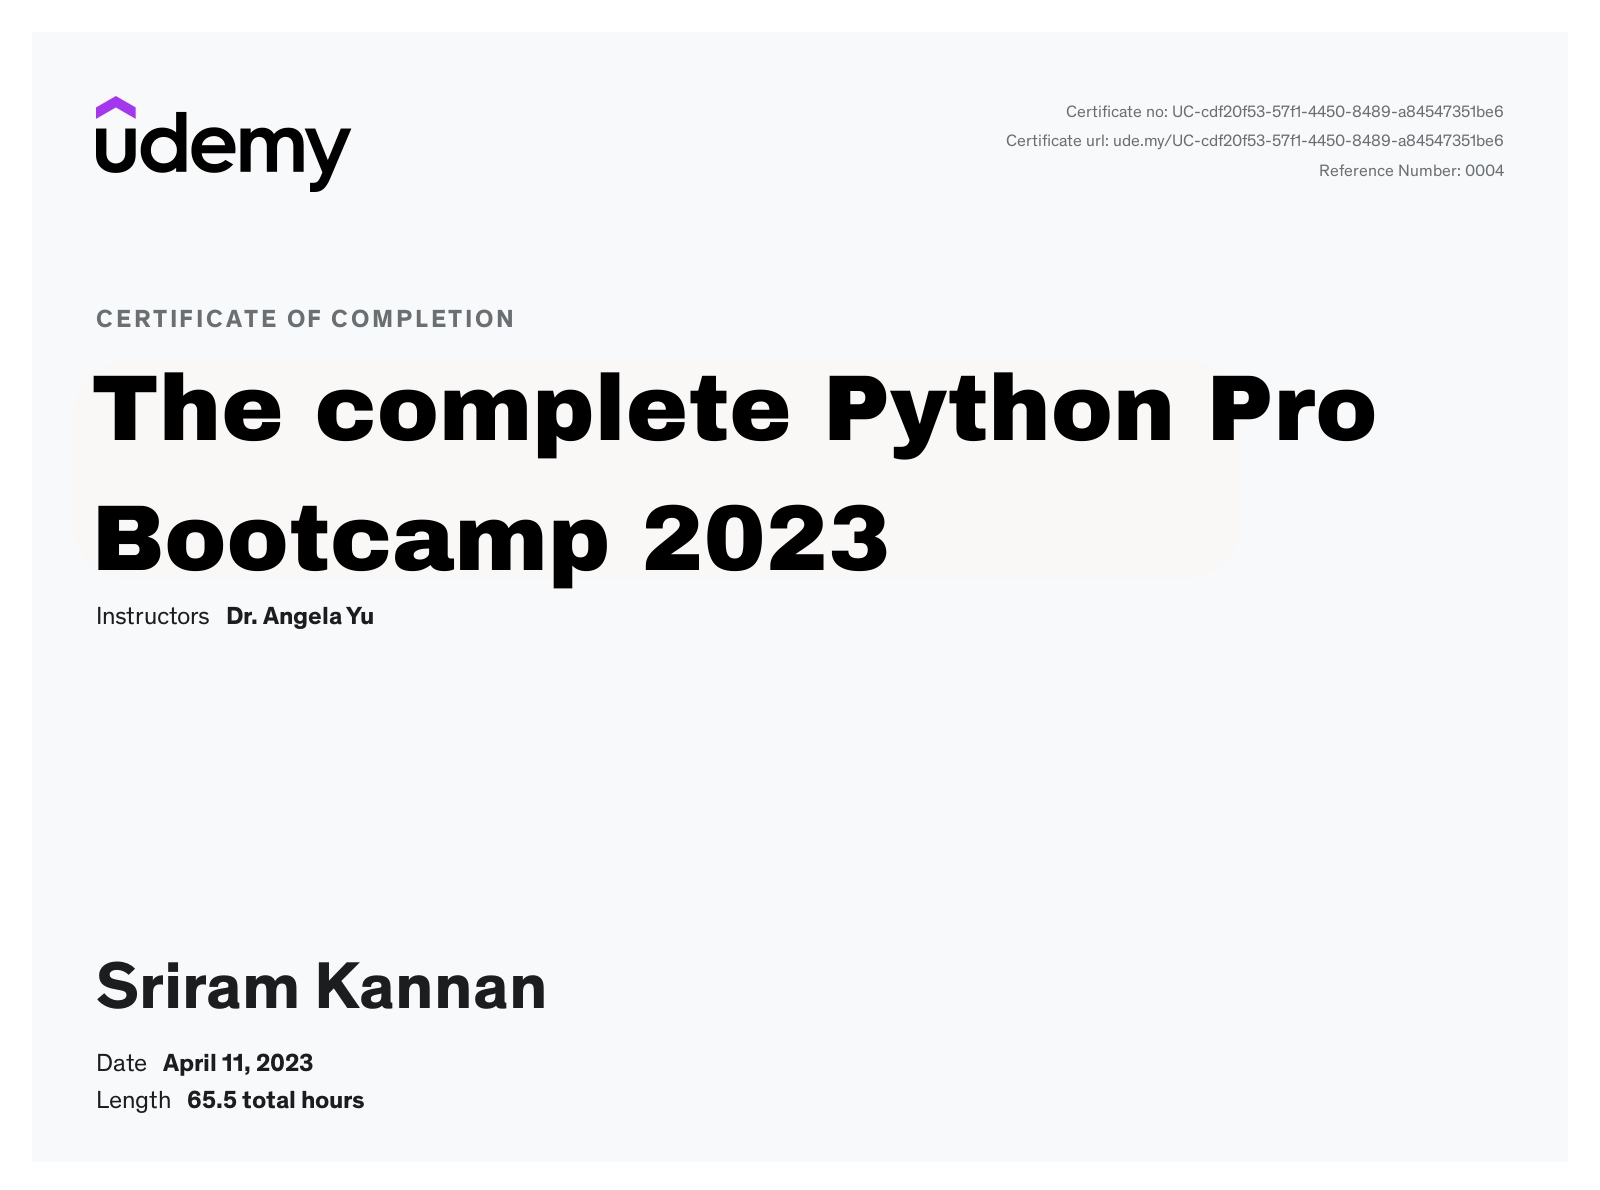 udemy
Certificate no: UC-cdf20f53-57f1-4450-8489-a84547351be6
Certificate url: ude.my/UC-cdf20f53-57f1-4450-8489-a84547351be6
Reference Number: 0004
CERTIFICATE OF COMPLETION
The complete Python Pro
Bootcamp 2023
Instructors Dr. Angela Yu
Sriram Kannan
Date April 11, 2023
Length 65.5 total hours